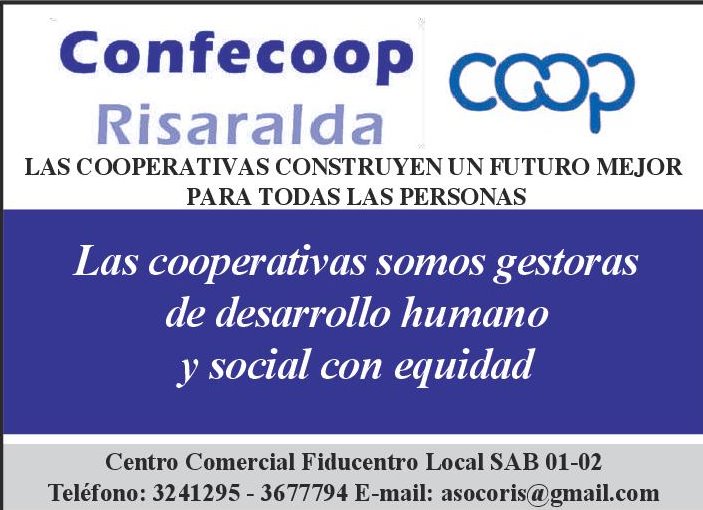 Confecoop
Risaralda
coop
LAS COOPERATIVAS CONSTRUYEN UN FUTURO MEJOR
PARA TODAS LAS PERSONAS
Las cooperativas somos gestoras
de desarrollo humano
y social con equidad
Centro Comercial Fiducentro Local SAB 01-02
Teléfono: 3241295 - 3677794 E-mail: asocoris@gmail.com